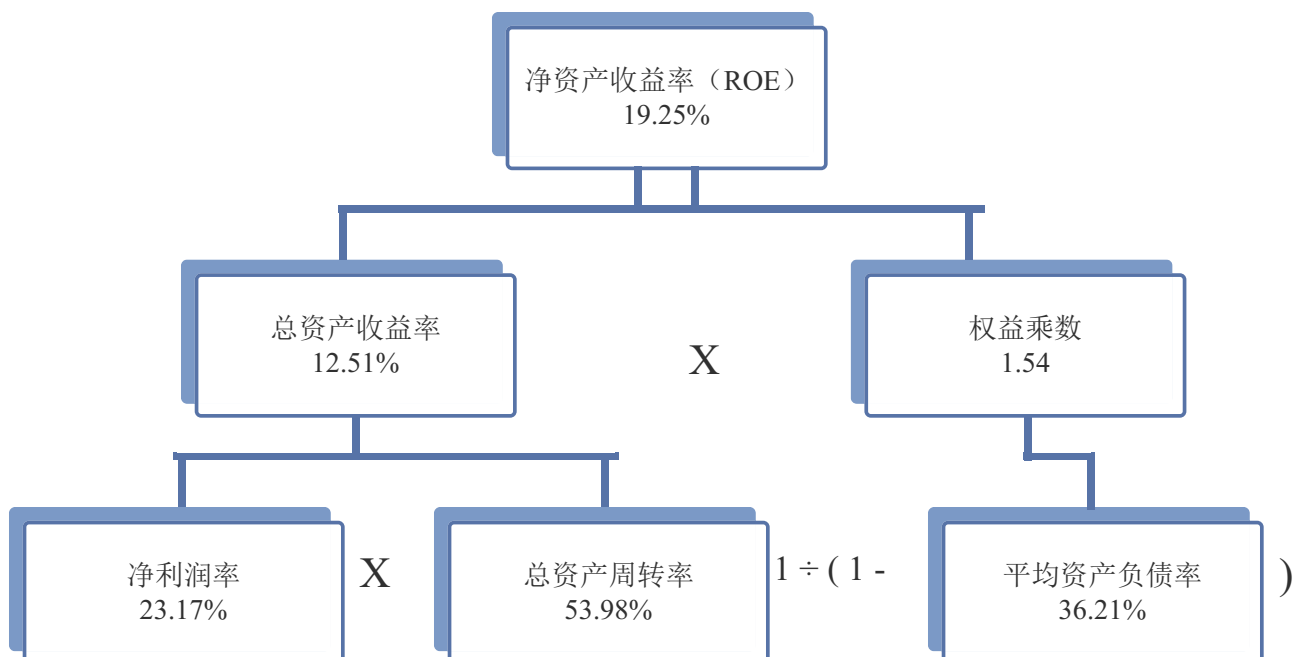 净资产收益率（ROE）
19.25%
总资产收益率
12.51%
X
权益乘数
1.54
净利润率
23.17%
X
总资产周转率
53.98%
1 ÷ ( 1 -
平均资产负债率
36.21%
)